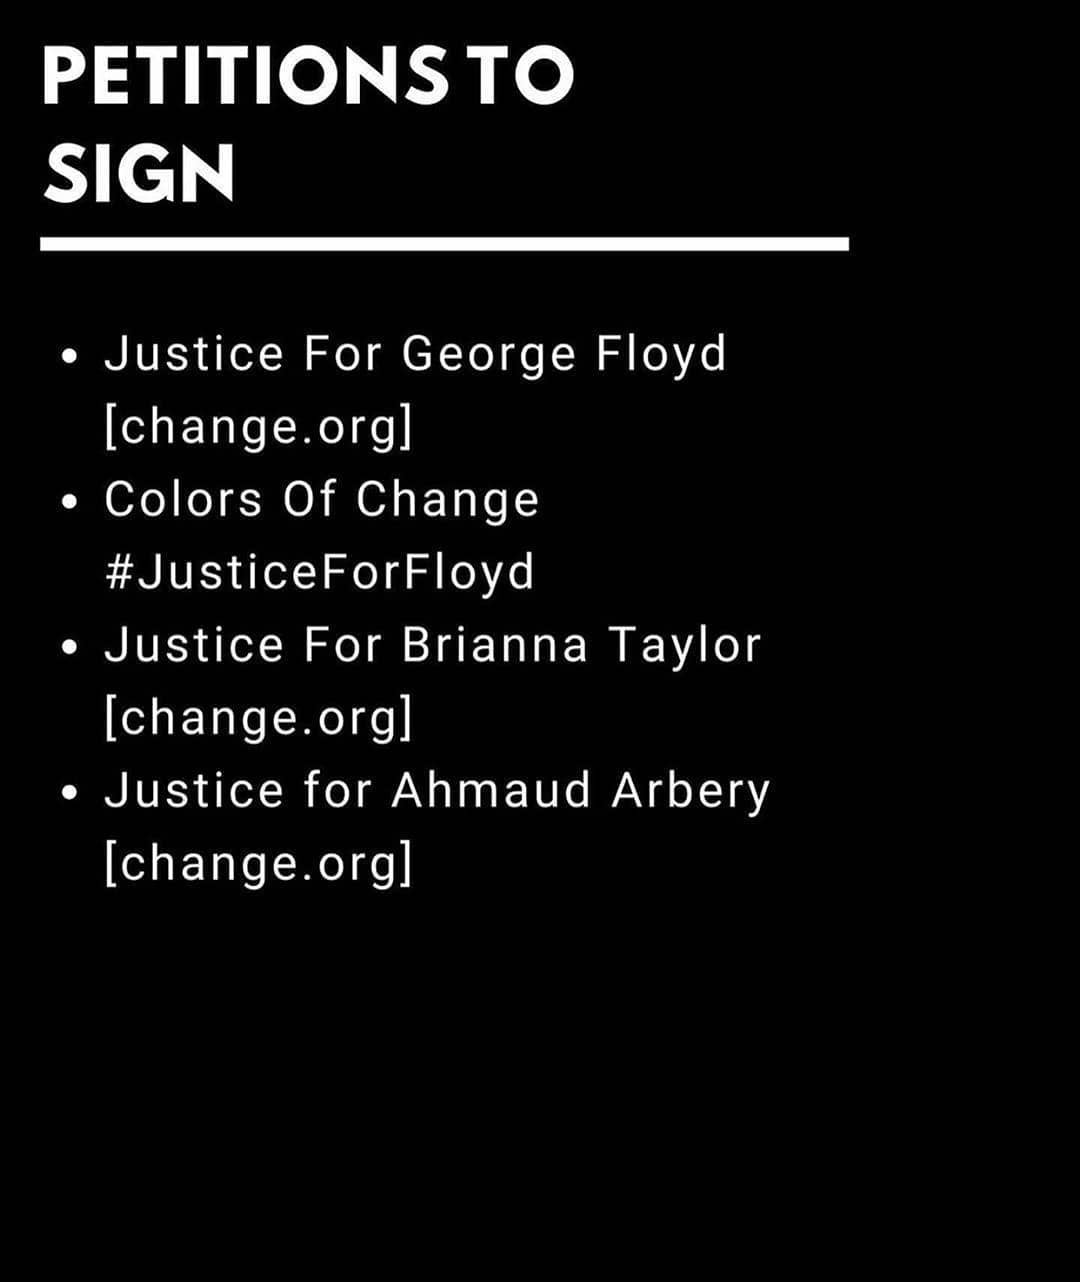 PETITIONS TO
SIGN
• Justice For George Floyd
[change.org]
• Colors Of Change
#JusticeForFloyd
• Justice For Brianna Taylor
[change.org]
• Justice for Ahmaud Arbery
[change.org]